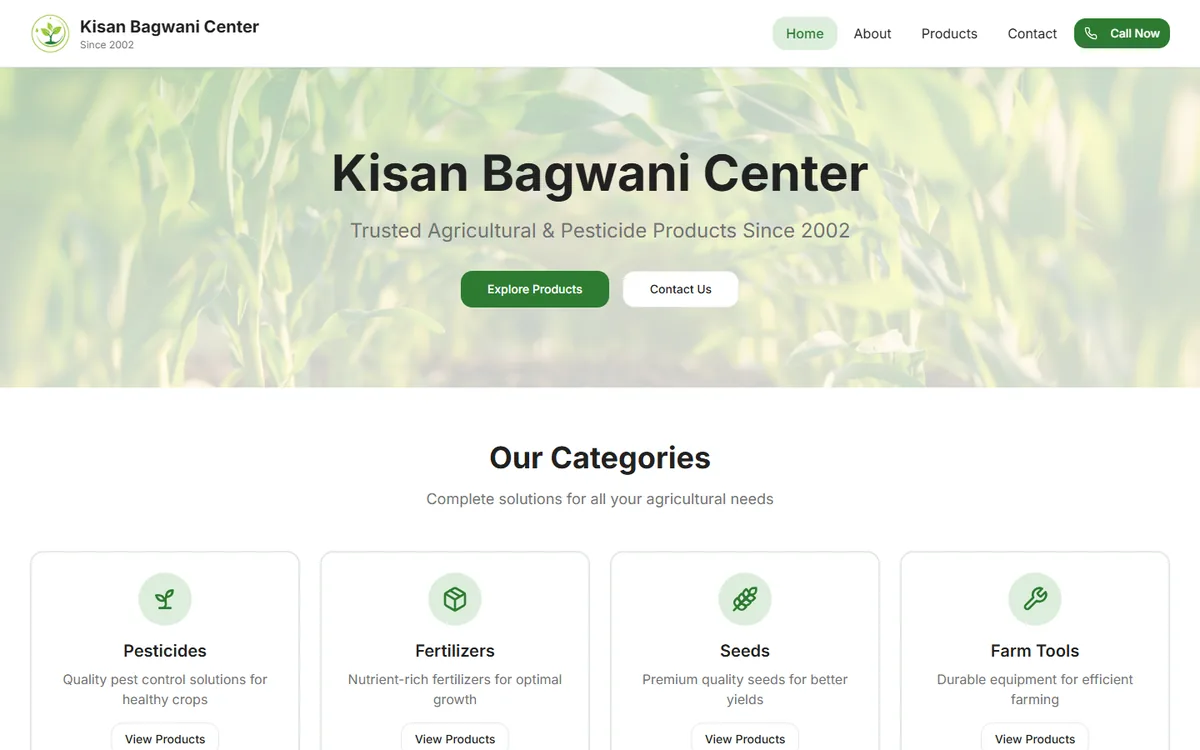 Kisan Bagwani Center
Since 2002
Home
About
Products
Contact
Call Now
Kisan Bagwani Center
Trusted Agricultural & Pesticide Products Since 2002
Explore Products
Contact Us
Our Categories
Complete solutions for all your agricultural needs
Pesticides
Quality pest control solutions for
healthy crops
View Products
Fertilizers
Nutrient-rich fertilizers for optimal
growth
View Products
Seeds
Premium quality seeds for better
yields
View Products
Farm Tools
Durable equipment for efficient
farming
View Products